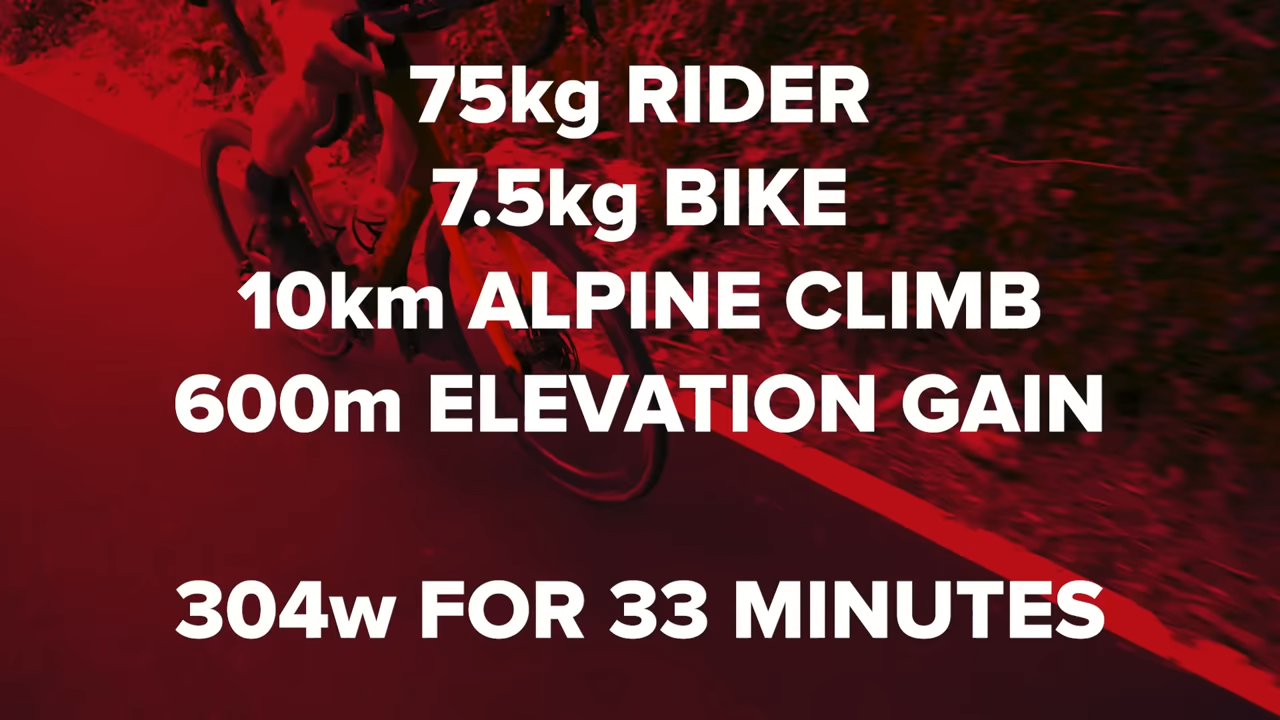 75kg RIDER
7.5kg BIKE
10km ALPINE CLIMB
600m ELEVATION GAIN
304w FOR 33 MINUTES